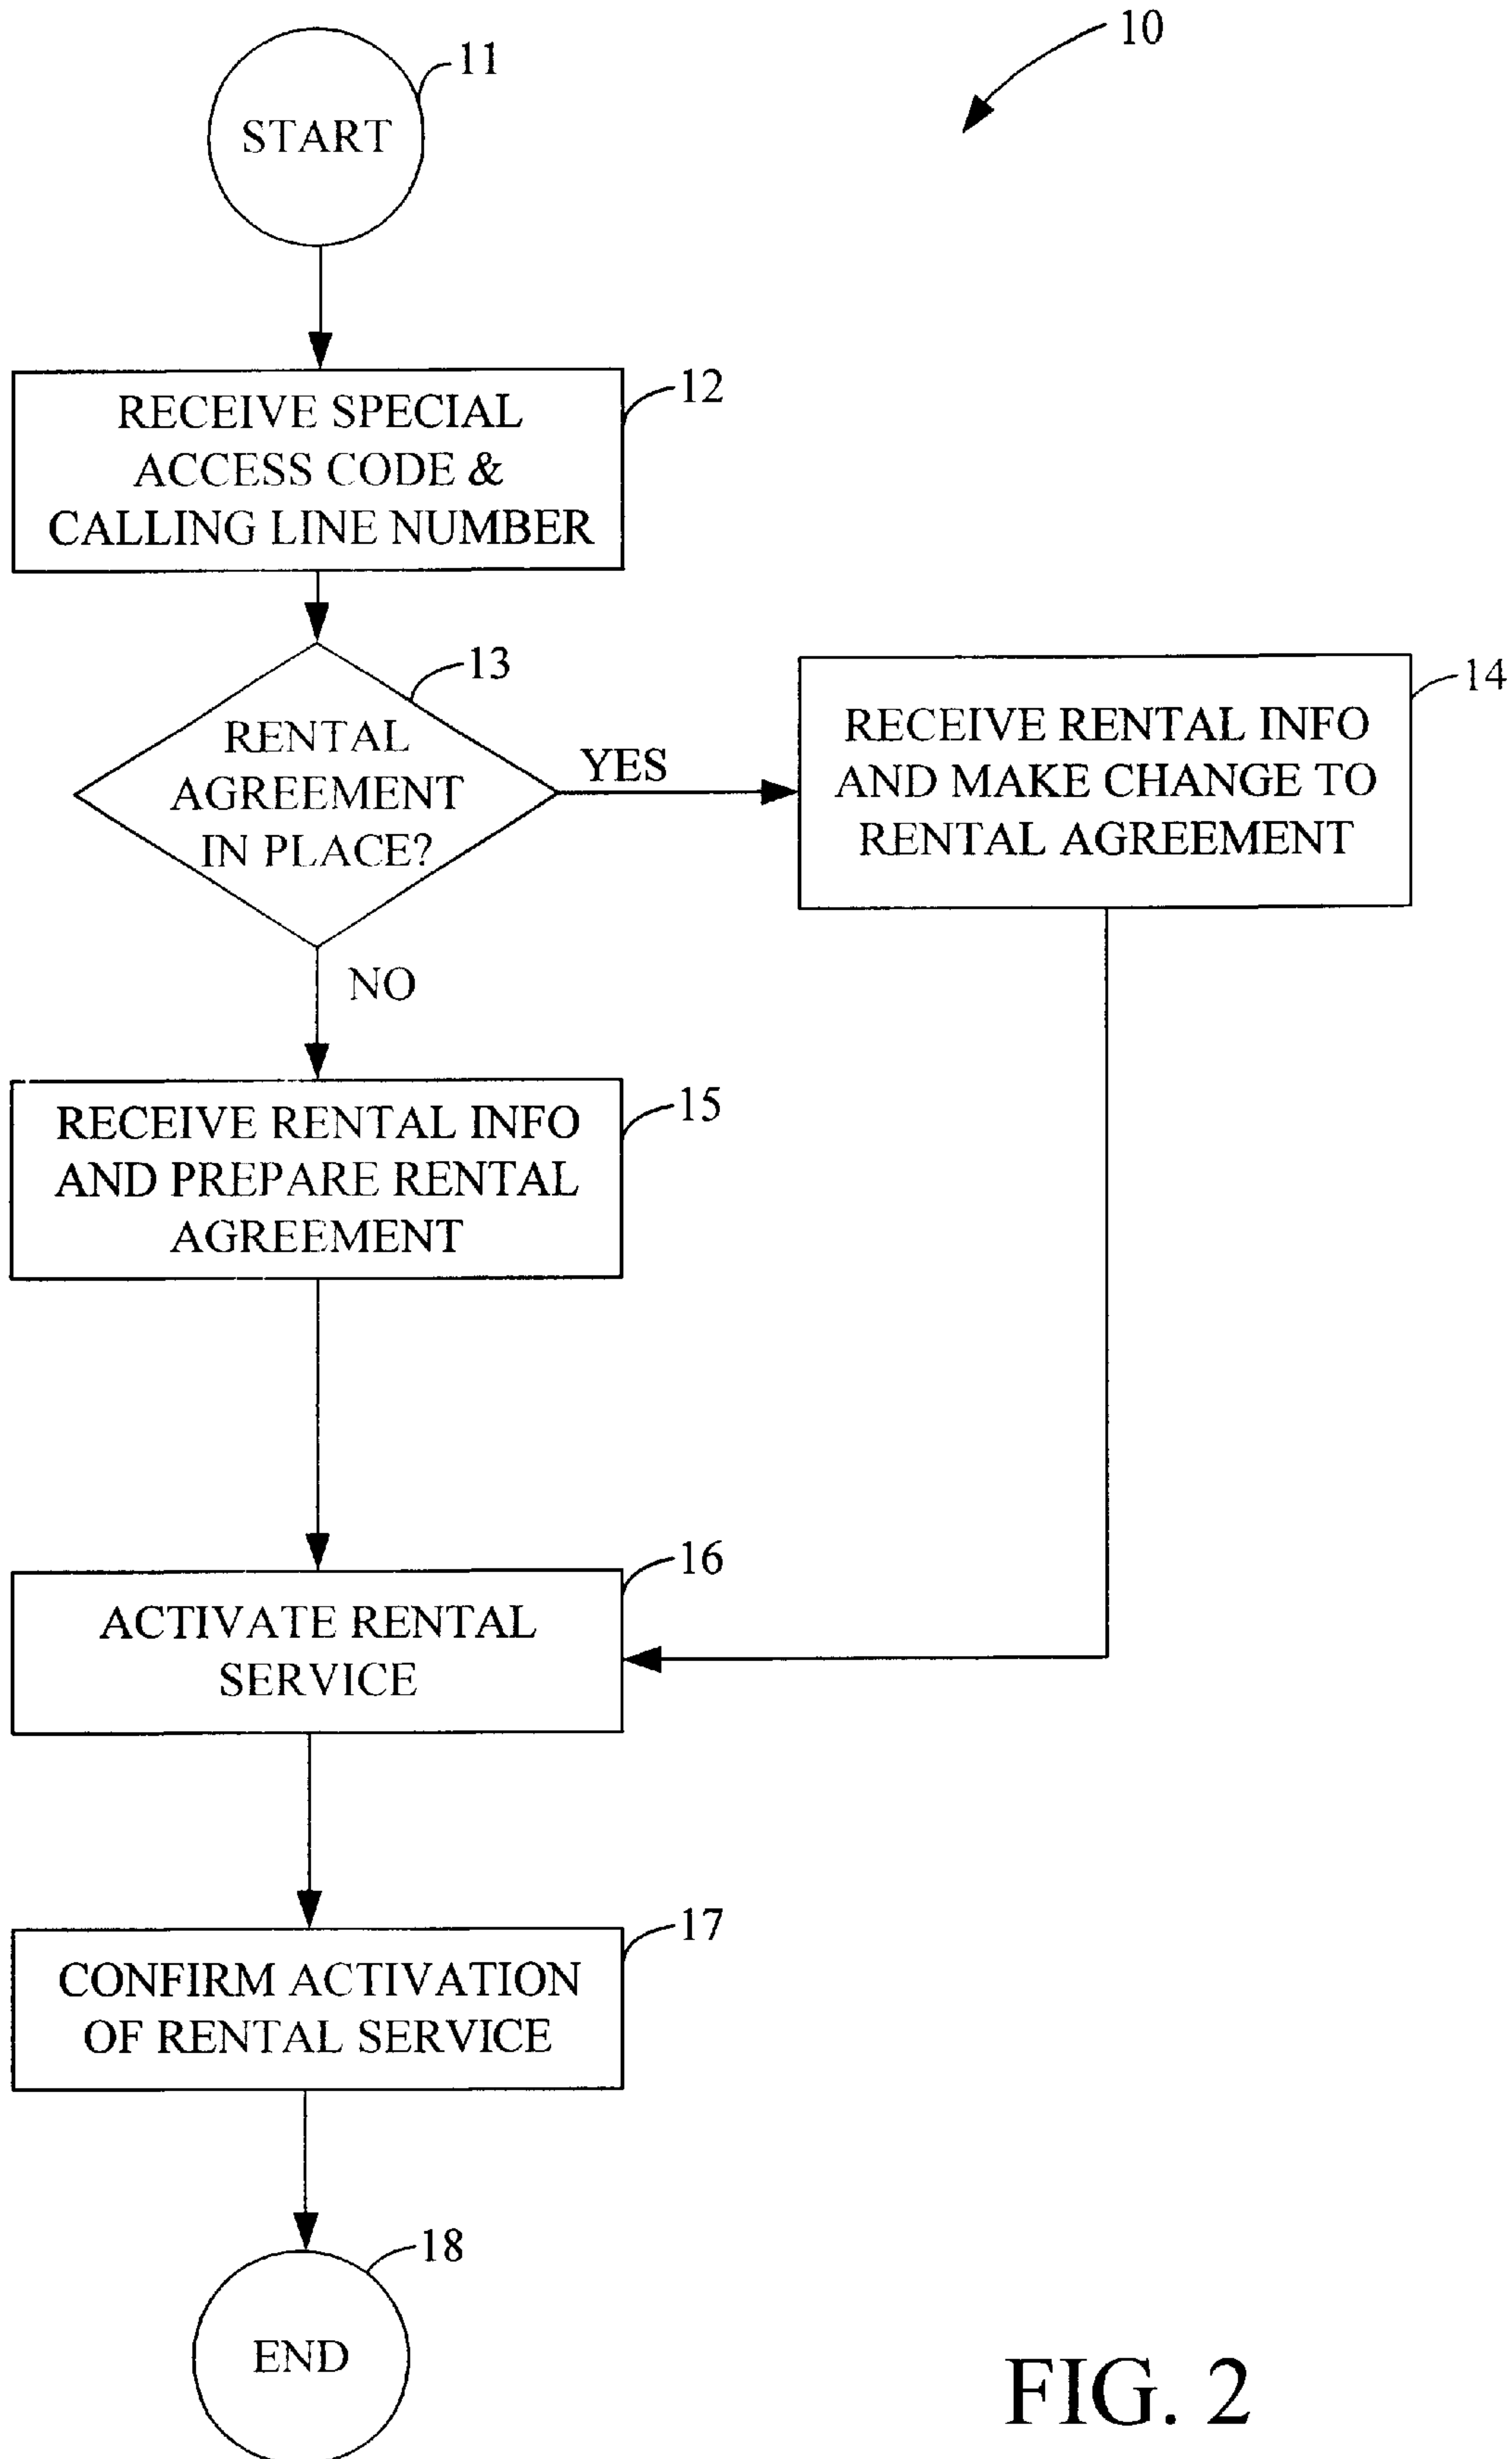 10
11
START
12
RECEIVE SPECIAL
ACCESS CODE &
CALLING LINE NUMBER
13
RENTAL
AGREEMENT
IN PLACE?
YES
14
RECEIVE RENTAL INFO
AND MAKE CHANGE TO
RENTAL AGREEMENT
NO
15
RECEIVE RENTAL INFO
AND PREPARE RENTAL
AGREEMENT
16
ACTIVATE RENTAL
SERVICE
17
CONFIRM ACTIVATION
OF RENTAL SERVICE
18
END
FIG. 2